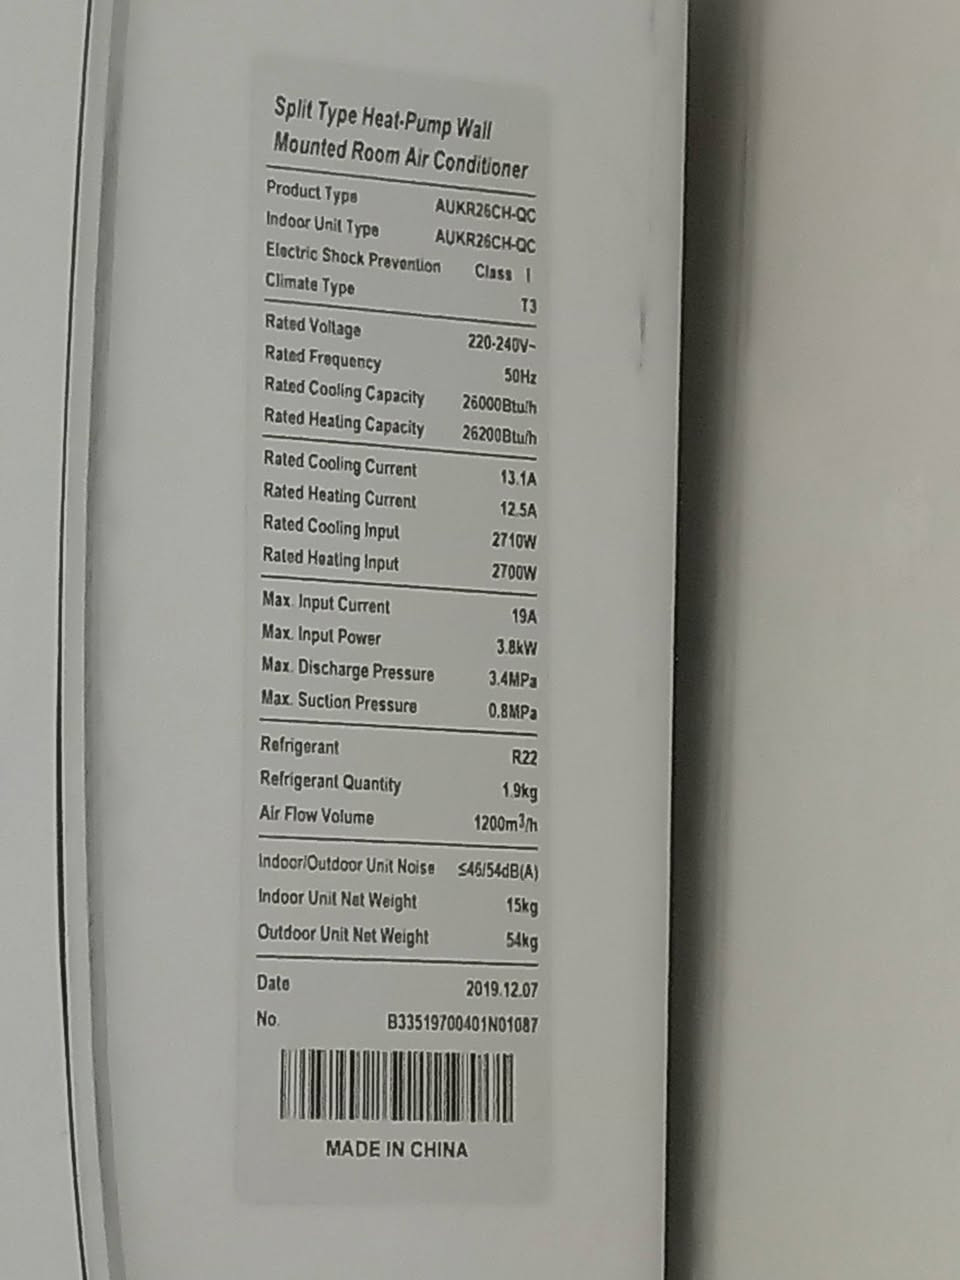 Split Type Heat-Pump Wall
Mounted Room Air Conditioner
Product Type AUKR26CH-QC
Indoor Unit Type AUKR26CH-QC
Electric Shock Prevention Class I
Climate Type T3
Rated Voltage 220-240V~
Rated Frequency 50Hz
Rated Cooling Capacity 26000Btu/h
Rated Heating Capacity 26200Btu/h
Rated Cooling Current 13.1A
Rated Heating Current 12.5A
Rated Cooling Input 2710W
Rated Heating Input 2700W
Max. Input Current 19A
Max. Input Power 3.8kW
Max. Discharge Pressure 3.4MPa
Max. Suction Pressure 0.8MPa
Refrigerant R22
Refrigerant Quantity 1.9kg
Air Flow Volume 1200m³/h
Indoor/Outdoor Unit Noise ≤46/54dB(A)
Indoor Unit Net Weight 15kg
Outdoor Unit Net Weight 54kg
Date 2019.12.07
No. B33519700401N01087
MADE IN CHINA